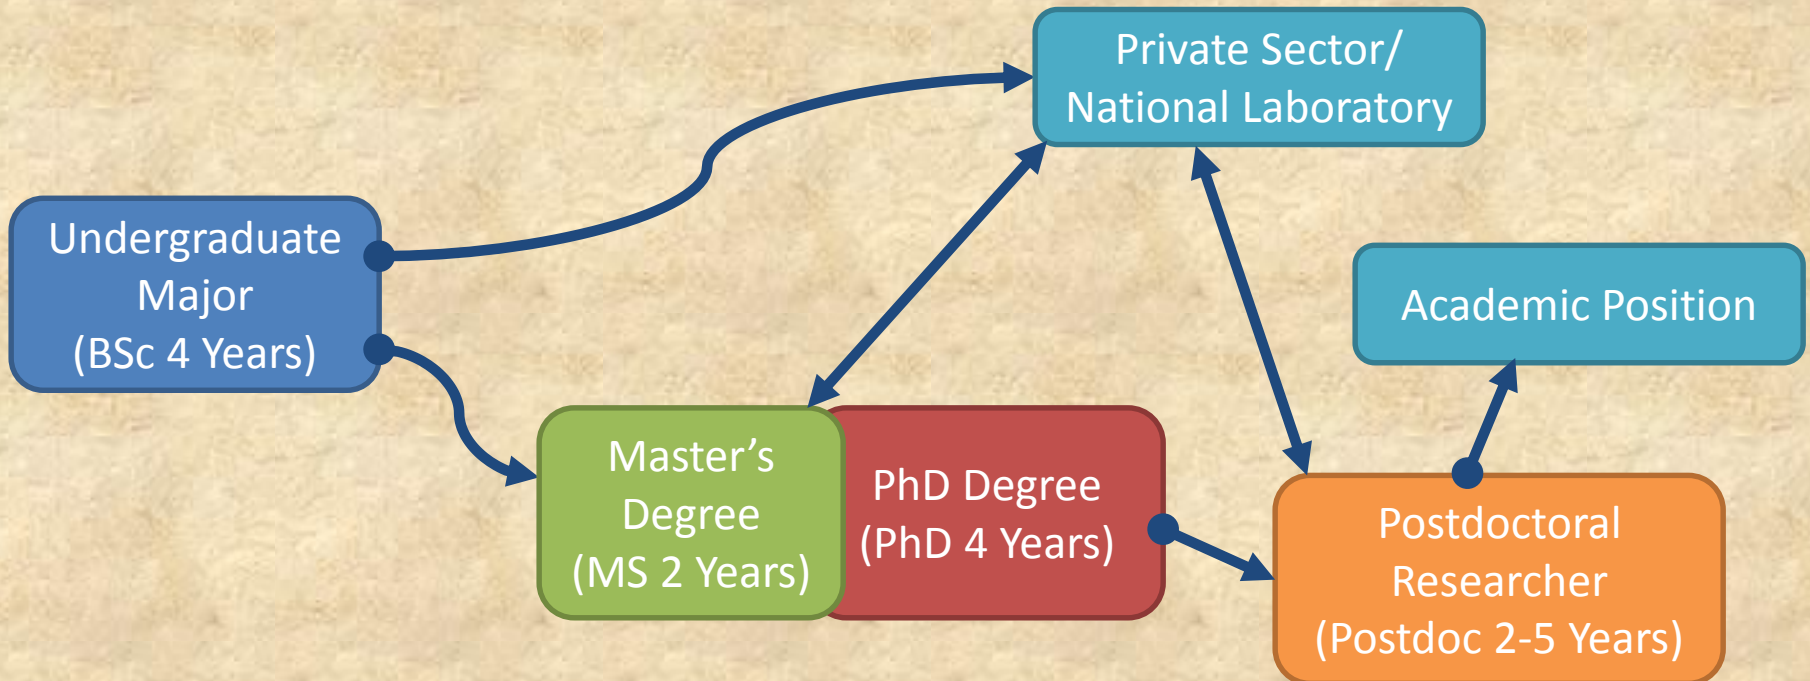 Private Sector/
National Laboratory
Undergraduate
Major
(BSc 4 Years)
Academic Position
Master’s
Degree
(MS 2 Years)
PhD Degree
(PhD 4 Years)
Postdoctoral
Researcher
(Postdoc 2-5 Years)